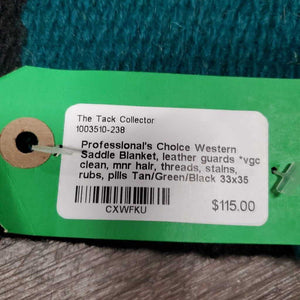 The Tack Collector
1003510-238
Professional's Choice Western
Saddle Blanket, leather guards *vgc
clean, mnr hair, threads, stains,
rubs, pills Tan/Green/Black 33x35
CXWFKU
$115.00